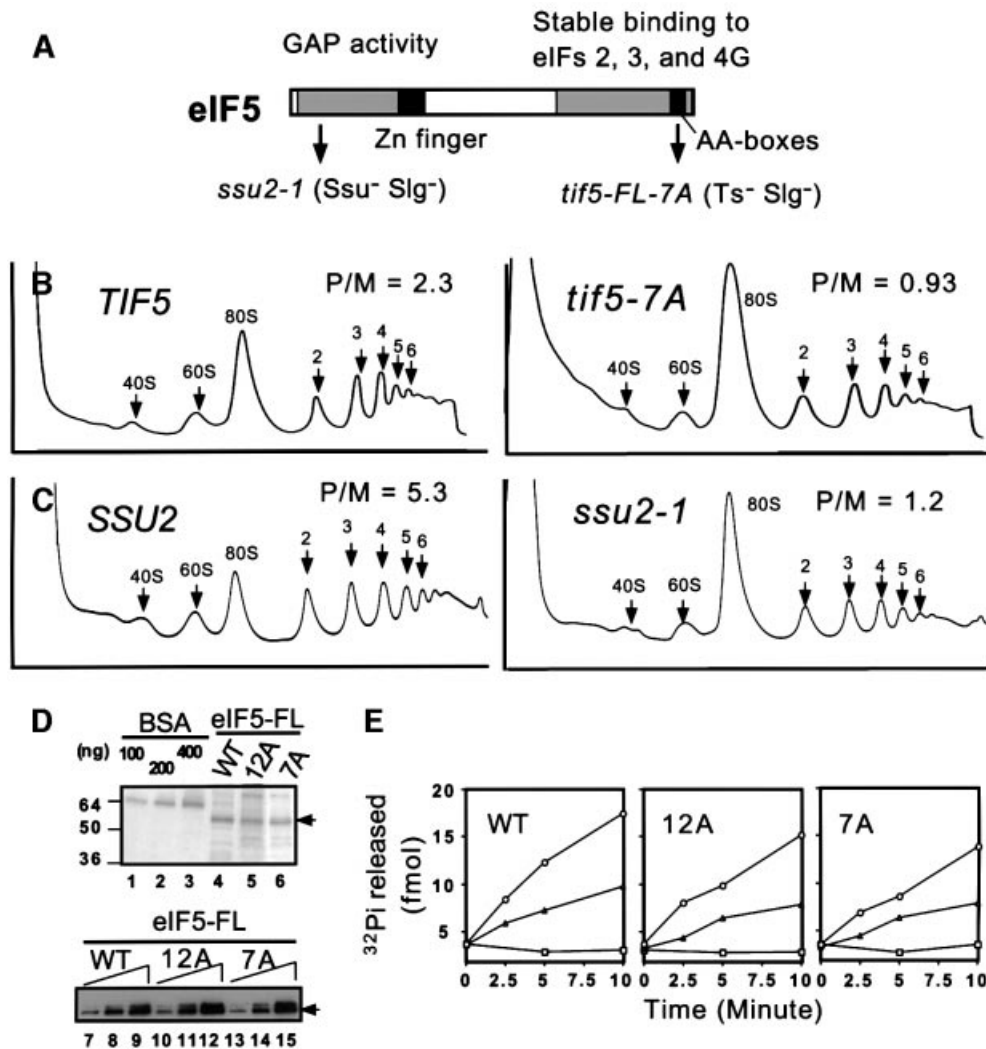 A
GAP activity
Stable binding to
eIFs 2, 3, and 4G
eIF5
Zn finger
AA-boxes
ssu2-1 (Ssu⁻ Slg⁻)
tif5-FL-7A (Ts⁻ Slg⁻)
B
TIF5
P/M = 2.3
40S
60S
80S
2
3
4
5
6
tif5-7A
P/M = 0.93
40S
60S
80S
2
3
4
5
6
C
SSU2
P/M = 5.3
40S
60S
80S
2
3
4
5
6
ssu2-1
P/M = 1.2
40S
60S
80S
2
3
4
5
6
D
BSA
eIF5-FL
(ng) 100 200 400 WT 12A 7A
64
50
36
1 2 3 4 5 6
eIF5-FL
WT 12A 7A
7 8 9 10 11 12 13 14 15
E
³²Pi released
(fmol)
20
15
10
5
WT
12A
7A
0 2.5 5 7.5 10
0 2.5 5 7.5 10
0 2.5 5 7.5 10
Time (Minute)